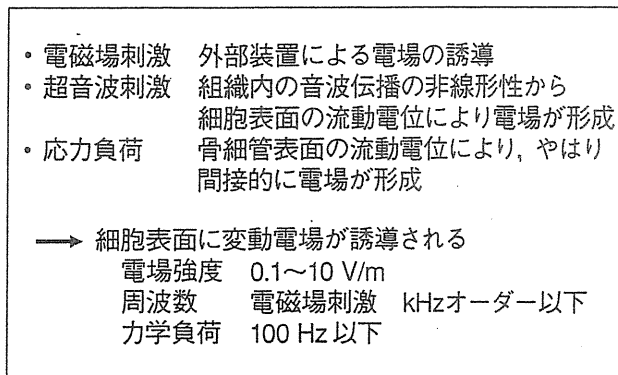 ・電磁場刺激 外部装置による電場の誘導
・超音波刺激 組織内の音波伝播の非線形性から
細胞表面の流動電位により電場が形成
・応力負荷 骨細管表面の流動電位により，やはり
間接的に電場が形成
→ 細胞表面に変動電場が誘導される
電場強度 0.1～10 V/m
周波数 電磁場刺激 kHzオーダー以下
力学負荷 100 Hz 以下